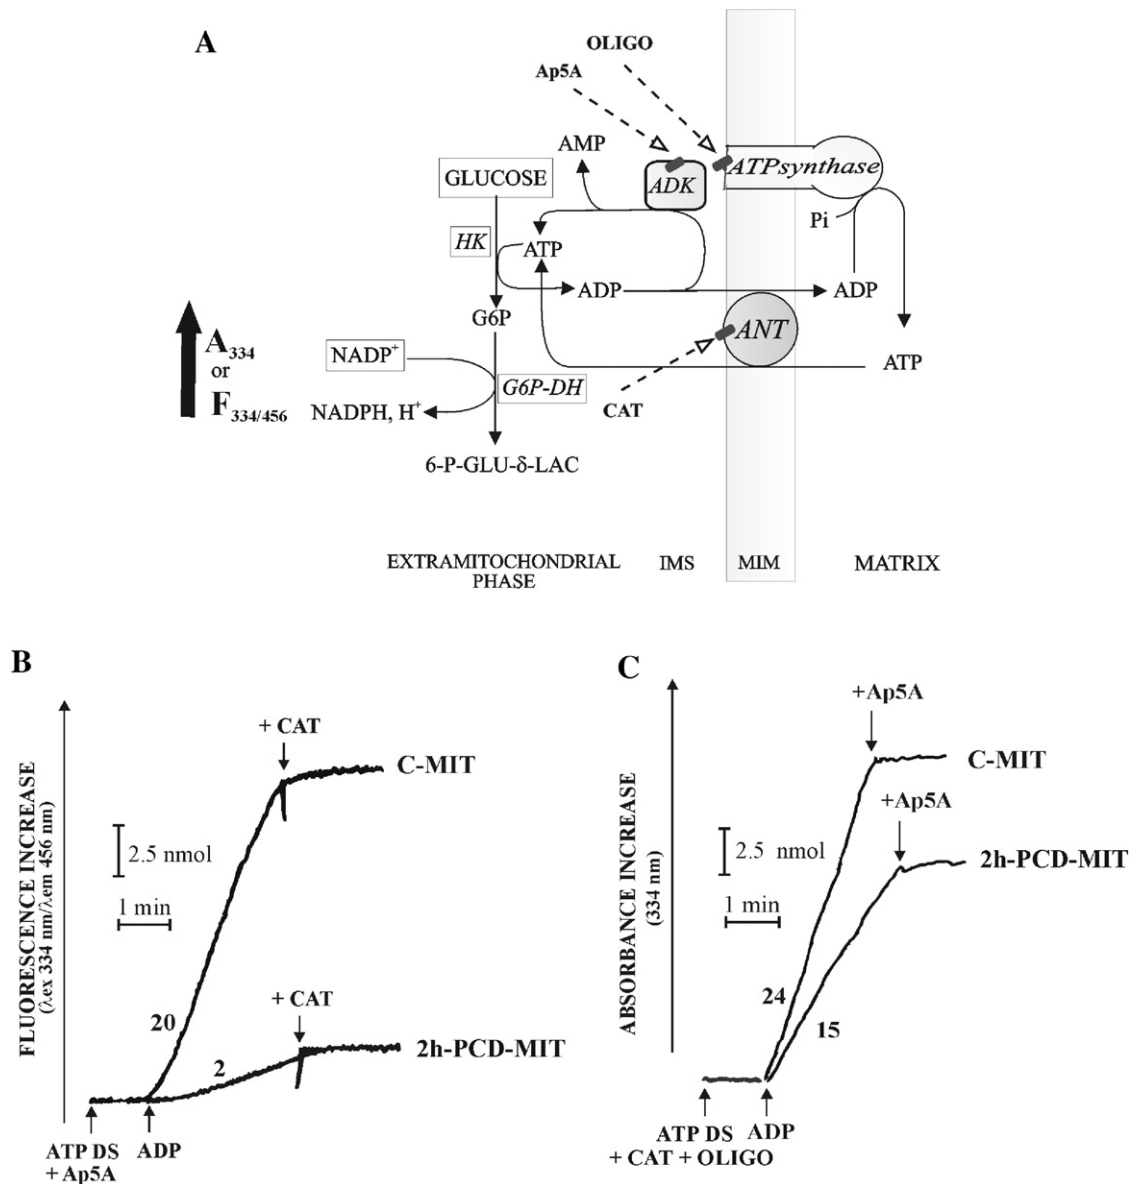 A
OLIGO
Ap5A
AMP
GLUCOSE
ADK
ATPsynthase
Pi
HK
ATP
ADP
ADP
G6P
ANT
ATP
A334
or
F334/456
NADP+
G6P-DH
CAT
NADPH, H+
6-P-GLU-δ-LAC
EXTRAMITOCHONDRIAL
PHASE
IMS
MIM
MATRIX
B
FLUORESCENCE INCREASE
(λex 334 nm/λem 456 nm)
+ CAT
C-MIT
2.5 nmol
1 min
20
+ CAT
2
2h-PCD-MIT
ATP DS
+ Ap5A
ADP
C
ABSORBANCE INCREASE
(334 nm)
+Ap5A
C-MIT
+Ap5A
2.5 nmol
2h-PCD-MIT
1 min
24
15
ATP DS
+ CAT + OLIGO
ADP